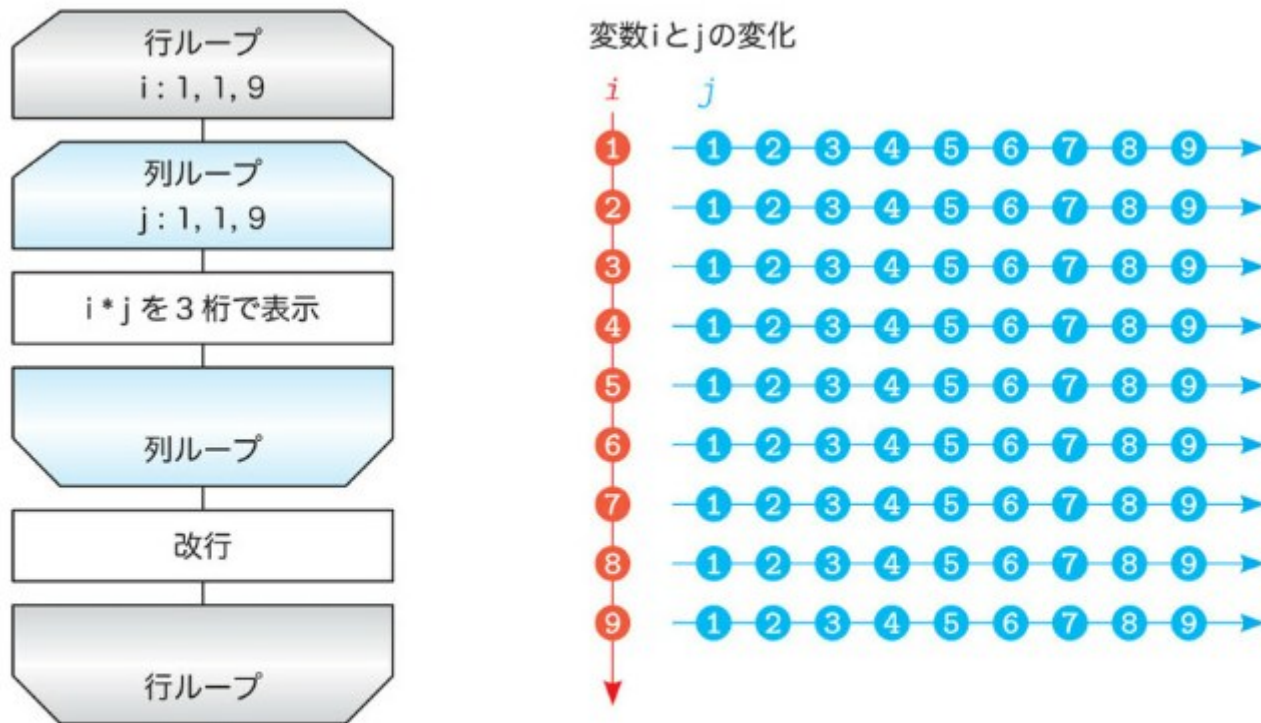 行ループ
i : 1, 1, 9
列ループ
j : 1, 1, 9
i * j を 3 桁で表示
列ループ
改行
行ループ
変数iとjの変化
i j
1 1 2 3 4 5 6 7 8 9
2 1 2 3 4 5 6 7 8 9
3 1 2 3 4 5 6 7 8 9
4 1 2 3 4 5 6 7 8 9
5 1 2 3 4 5 6 7 8 9
6 1 2 3 4 5 6 7 8 9
7 1 2 3 4 5 6 7 8 9
8 1 2 3 4 5 6 7 8 9
9 1 2 3 4 5 6 7 8 9